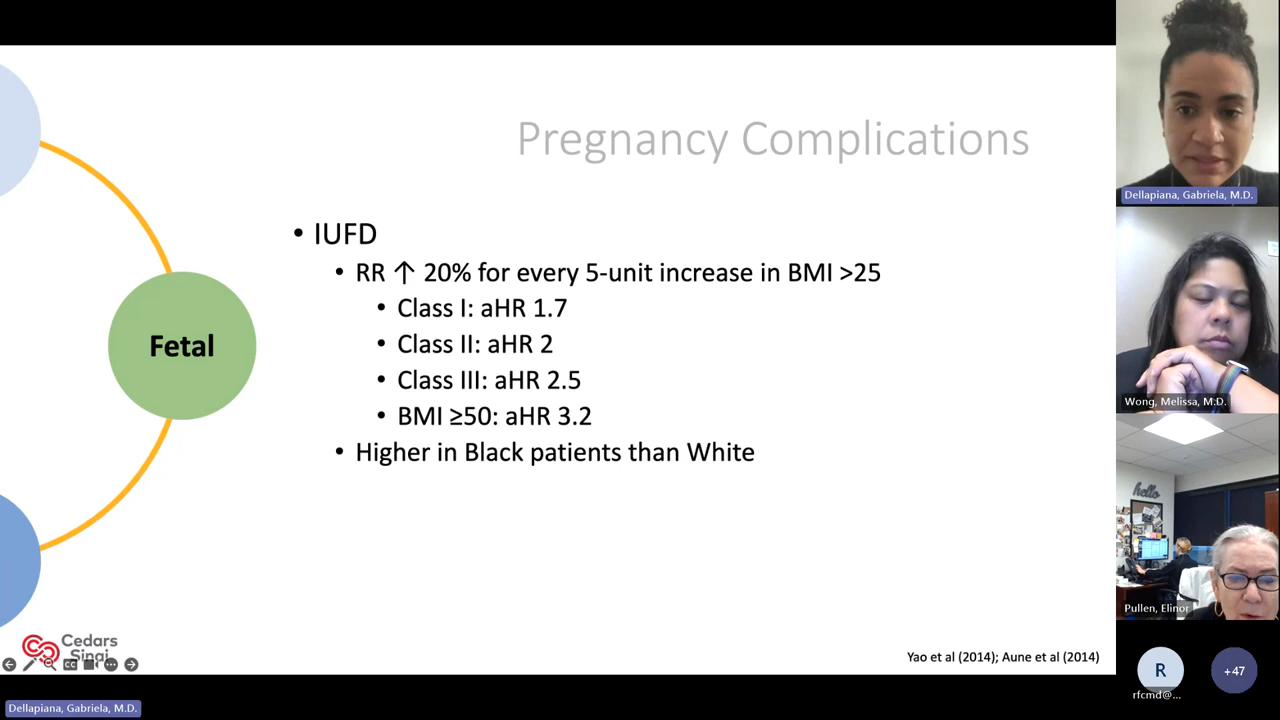 Pregnancy Complications
• IUFD
• RR ↑ 20% for every 5-unit increase in BMI >25
• Class I: aHR 1.7
• Class II: aHR 2
• Class III: aHR 2.5
• BMI ≥50: aHR 3.2
• Higher in Black patients than White
Fetal
Cedars
Sinai
Yao et al (2014); Aune et al (2014)
Dellapiana, Gabriela, M.D.
Dellapiana, Gabriela, M.D.
Wong, Melissa, M.D.
hello
Pullen, Elinor
R
rfcmd@...
+47